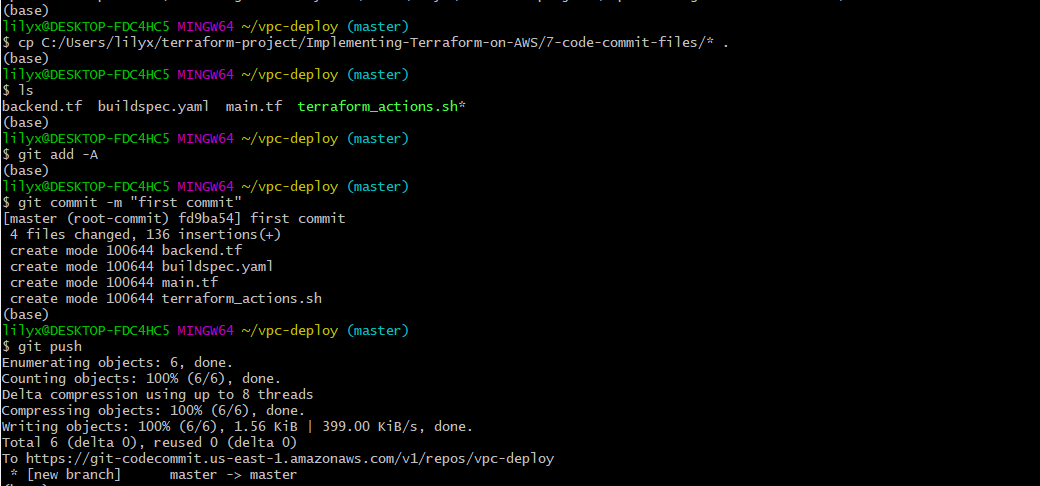 (base)
lilyx@DESKTOP-FDC4HC5 MINGW64 ~/vpc-deploy (master)
$ cp C:/Users/lilyx/terraform-project/Implementing-Terraform-on-AWS/7-code-commit-files/* .
(base)
lilyx@DESKTOP-FDC4HC5 MINGW64 ~/vpc-deploy (master)
$ ls
backend.tf  buildspec.yaml  main.tf  terraform_actions.sh*
(base)
lilyx@DESKTOP-FDC4HC5 MINGW64 ~/vpc-deploy (master)
$ git add -A
(base)
lilyx@DESKTOP-FDC4HC5 MINGW64 ~/vpc-deploy (master)
$ git commit -m "first commit"
[master (root-commit) fd9ba54] first commit
 4 files changed, 136 insertions(+)
 create mode 100644 backend.tf
 create mode 100644 buildspec.yaml
 create mode 100644 main.tf
 create mode 100644 terraform_actions.sh
(base)
lilyx@DESKTOP-FDC4HC5 MINGW64 ~/vpc-deploy (master)
$ git push
Enumerating objects: 6, done.
Counting objects: 100% (6/6), done.
Delta compression using up to 8 threads
Compressing objects: 100% (6/6), done.
Writing objects: 100% (6/6), 1.56 KiB | 399.00 KiB/s, done.
Total 6 (delta 0), reused 0 (delta 0)
To https://git-codecommit.us-east-1.amazonaws.com/v1/repos/vpc-deploy
 * [new branch]      master -> master